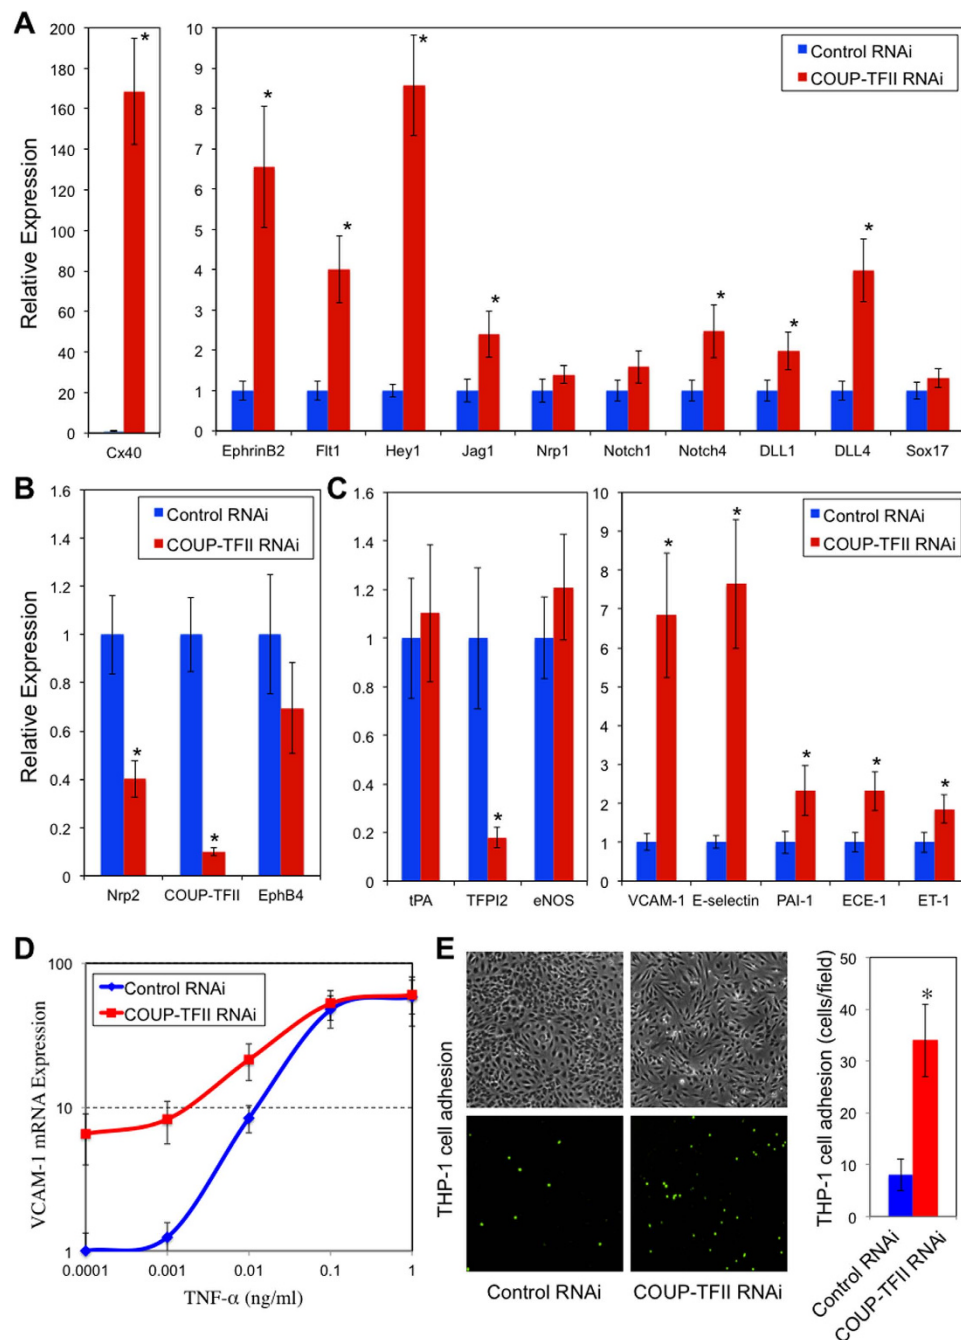 A
200
180
160
140
120
100
80
60
40
20
0
Relative Expression
*
Cx40
10
9
8
7
6
5
4
3
2
1
0
Control RNAi
COUP-TFII RNAi
* * * * * * *
EphrinB2 Flt1 Hey1 Jag1 Nrp1 Notch1 Notch4 DLL1 DLL4 Sox17
B
1.6
1.4
1.2
1
0.8
0.6
0.4
0.2
0
Relative Expression
Control RNAi
COUP-TFII RNAi
* *
Nrp2 COUP-TFII EphB4
C
1.6
1.4
1.2
1
0.8
0.6
0.4
0.2
0
*
tPA TFPI2 eNOS
10
9
8
7
6
5
4
3
2
1
0
Control RNAi
COUP-TFII RNAi
* * * * *
VCAM-1 E-selectin PAI-1 ECE-1 ET-1
D
100
10
1
VCAM-1 mRNA Expression
Control RNAi
COUP-TFII RNAi
0.0001 0.001 0.01 0.1 1
TNF-α (ng/ml)
E
THP-1 cell adhesion
Control RNAi COUP-TFII RNAi
THP-1 cell adhesion (cells/field)
50
40
30
20
10
0
*
Control RNAi
COUP-TFII RNAi